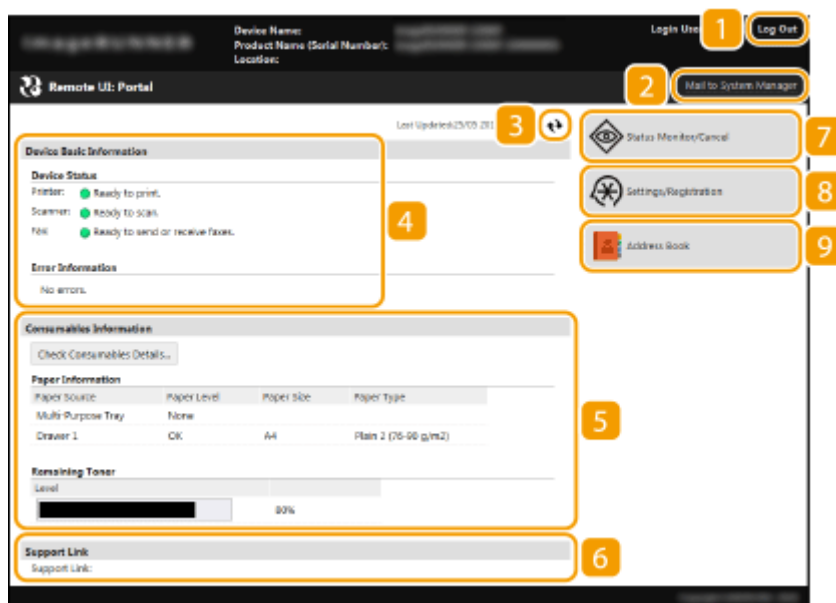 Device Name:
Product Name (Serial Number):
Location:
Login Use
1
Log Out
Remote UI: Portal
2
Mail to System Manager
Last Updated:
3
Device Basic Information
Device Status
Printer: Ready to print.
Scanner: Ready to scan.
Fax: Ready to send or receive faxes.
4
Error Information
No errors.
Status Monitor/Cancel
7
Settings/Registration
8
Address Book
9
Consumables Information
Check Consumables Details...
Paper Information
Paper Source Paper Level Paper Size Paper Type
Multi-Purpose Tray None
Drawer 1 OK A4 Plain 2 (76-90 g/m2)
5
Remaining Toner
Level
80%
Support Link
Support Link:
6